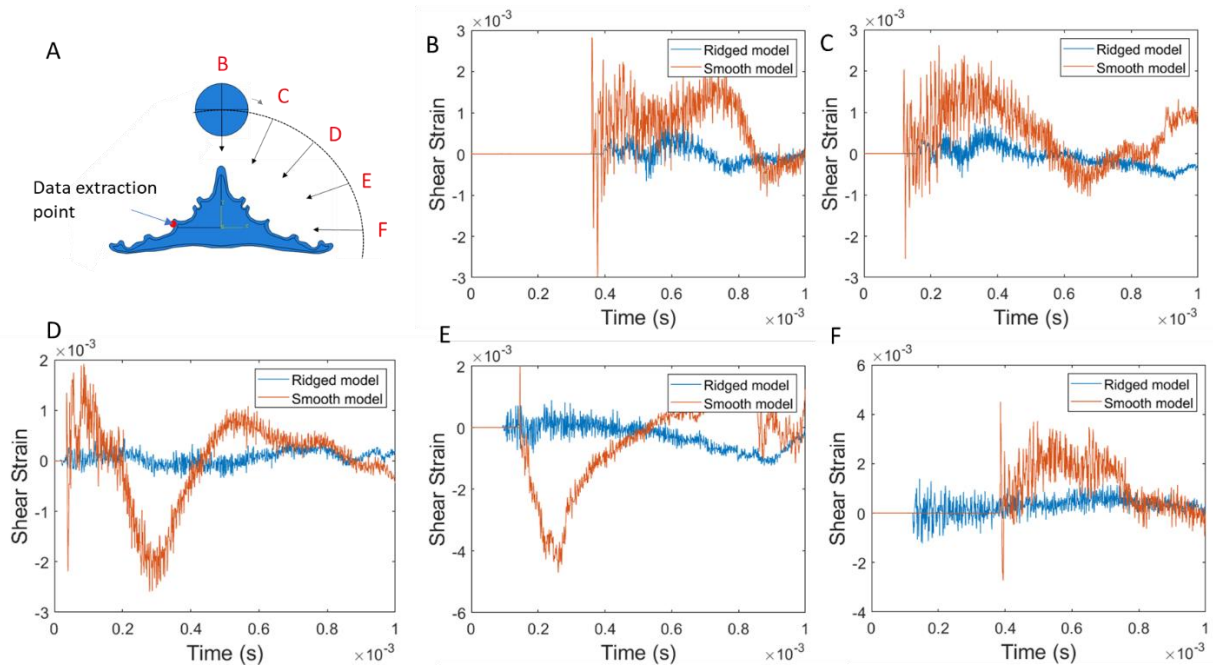 A
B
C
D
E
F
Data extraction
point
B
×10⁻³
3
2
1
0
-1
-2
-3
Shear Strain
0
0.2
0.4
0.6
0.8
1
Time (s)
×10⁻³
Ridged model
Smooth model
C
×10⁻³
3
2
1
0
-1
-2
-3
Shear Strain
0
0.2
0.4
0.6
0.8
1
Time (s)
×10⁻³
Ridged model
Smooth model
D
×10⁻³
2
1
0
-1
-2
-3
Shear Strain
0
0.2
0.4
0.6
0.8
1
Time (s)
×10⁻³
Ridged model
Smooth model
E
×10⁻³
2
0
-2
-4
-6
Shear Strain
0
0.2
0.4
0.6
0.8
1
Time (s)
×10⁻³
Ridged model
Smooth model
F
×10⁻³
6
4
2
0
-2
-4
Shear Strain
0
0.2
0.4
0.6
0.8
1
Time (s)
×10⁻³
Ridged model
Smooth model